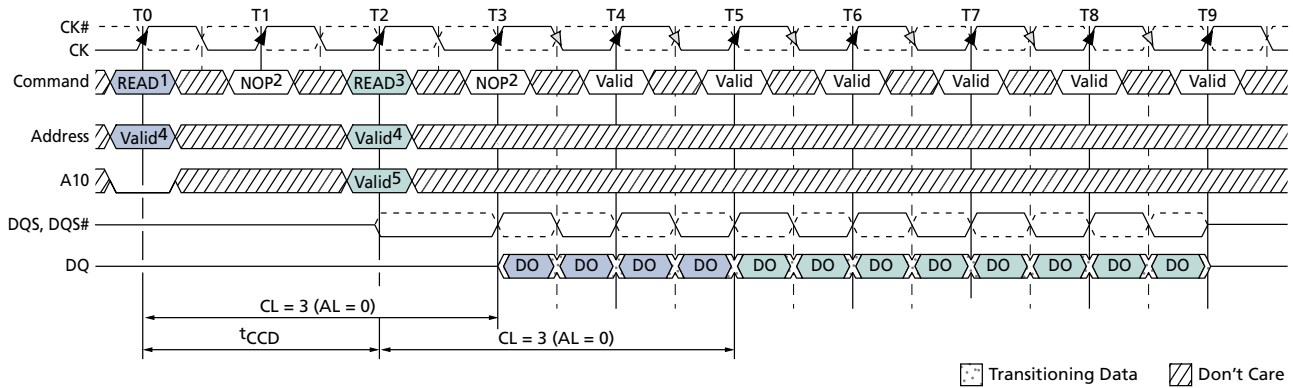 T0 T1 T2 T3 T4 T5 T6 T7 T8 T9
CK#
CK
Command READ1 NOP2 READ3 NOP2 Valid Valid Valid Valid Valid Valid
Address Valid4 Valid4
A10 Valid5
DQS, DQS#
DQ DO DO DO DO DO DO DO DO DO DO DO DO
CL = 3 (AL = 0)
tCCD CL = 3 (AL = 0)
Transitioning Data Don't Care